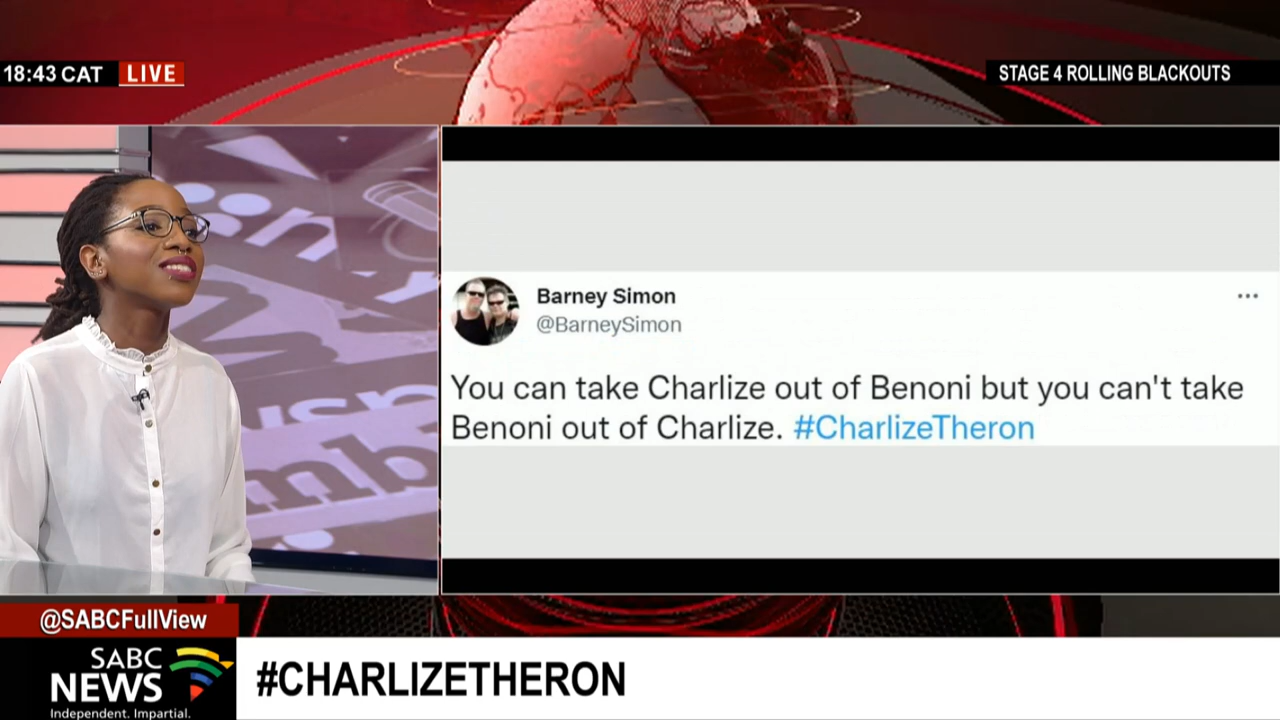 18:43 CAT LIVE
STAGE 4 ROLLING BLACKOUTS
Barney Simon
@BarneySimon
You can take Charlize out of Benoni but you can't take
Benoni out of Charlize. #CharlizeTheron
@SABCFullView
SABC
NEWS
Independent. Impartial.
#CHARLIZETHERON